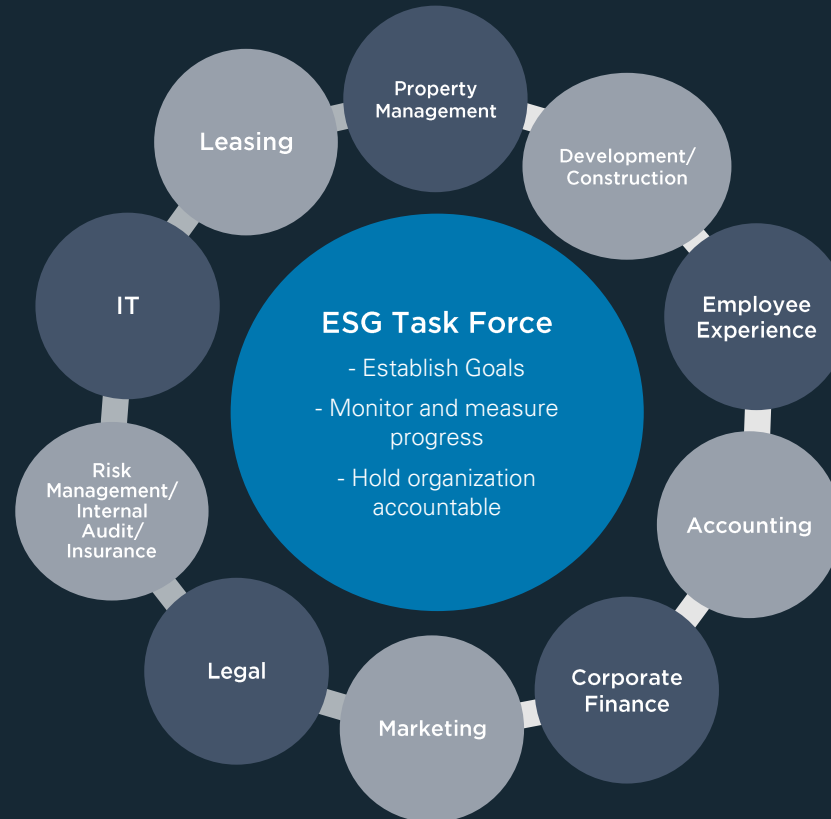 Property
Management
Leasing
Development/
Construction
IT
Employee
Experience
ESG Task Force
- Establish Goals
- Monitor and measure
progress
- Hold organization
accountable
Risk
Management/
Internal
Audit/
Insurance
Accounting
Legal
Corporate
Finance
Marketing